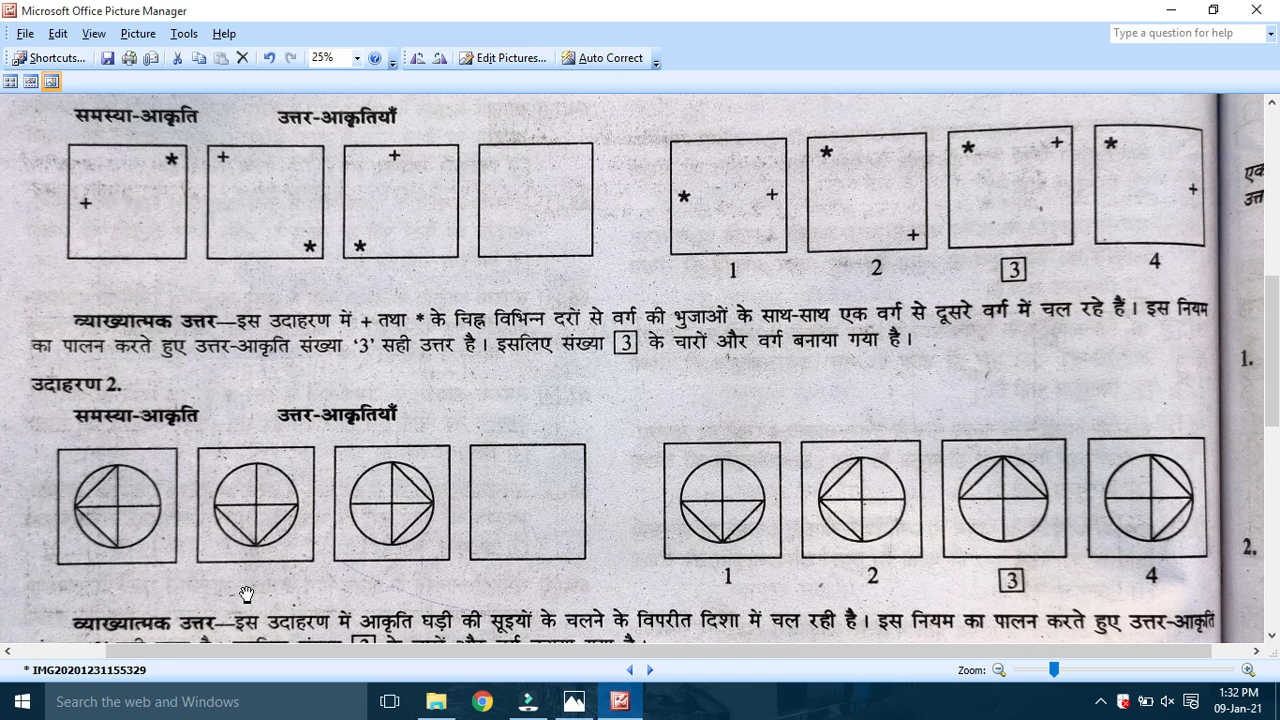 Microsoft Office Picture Manager
File Edit View Picture Tools Help
Type a question for help
Shortcuts... 25% Edit Pictures... Auto Correct
समस्या-आकृति उत्तर-आकृतियाँ
* + + * + * * + * + * + * +
1 2 3 4
एक
व्याख्यात्मक उत्तर—इस उदाहरण में + तथा * के चिह्न विभिन्न दरों से वर्ग की भुजाओं के साथ-साथ एक वर्ग से दूसरे वर्ग में चल रहे हैं। इस नियम
का पालन करते हुए उत्तर-आकृति संख्या ‘3’ सही उत्तर है। इसलिए संख्या 3 के चारों और वर्ग बनाया गया है।
1.
उदाहरण 2.
समस्या-आकृति उत्तर-आकृतियाँ
2.
1 2 3 4
व्याख्यात्मक उत्तर—इस उदाहरण में आकृति घड़ी की सूइयों के चलने के विपरीत दिशा में चल रही है। इस नियम का पालन करते हुए उत्तर-आकृति
* IMG20201231155329
Zoom:
Search the web and Windows
1:32 PM
09-Jan-21